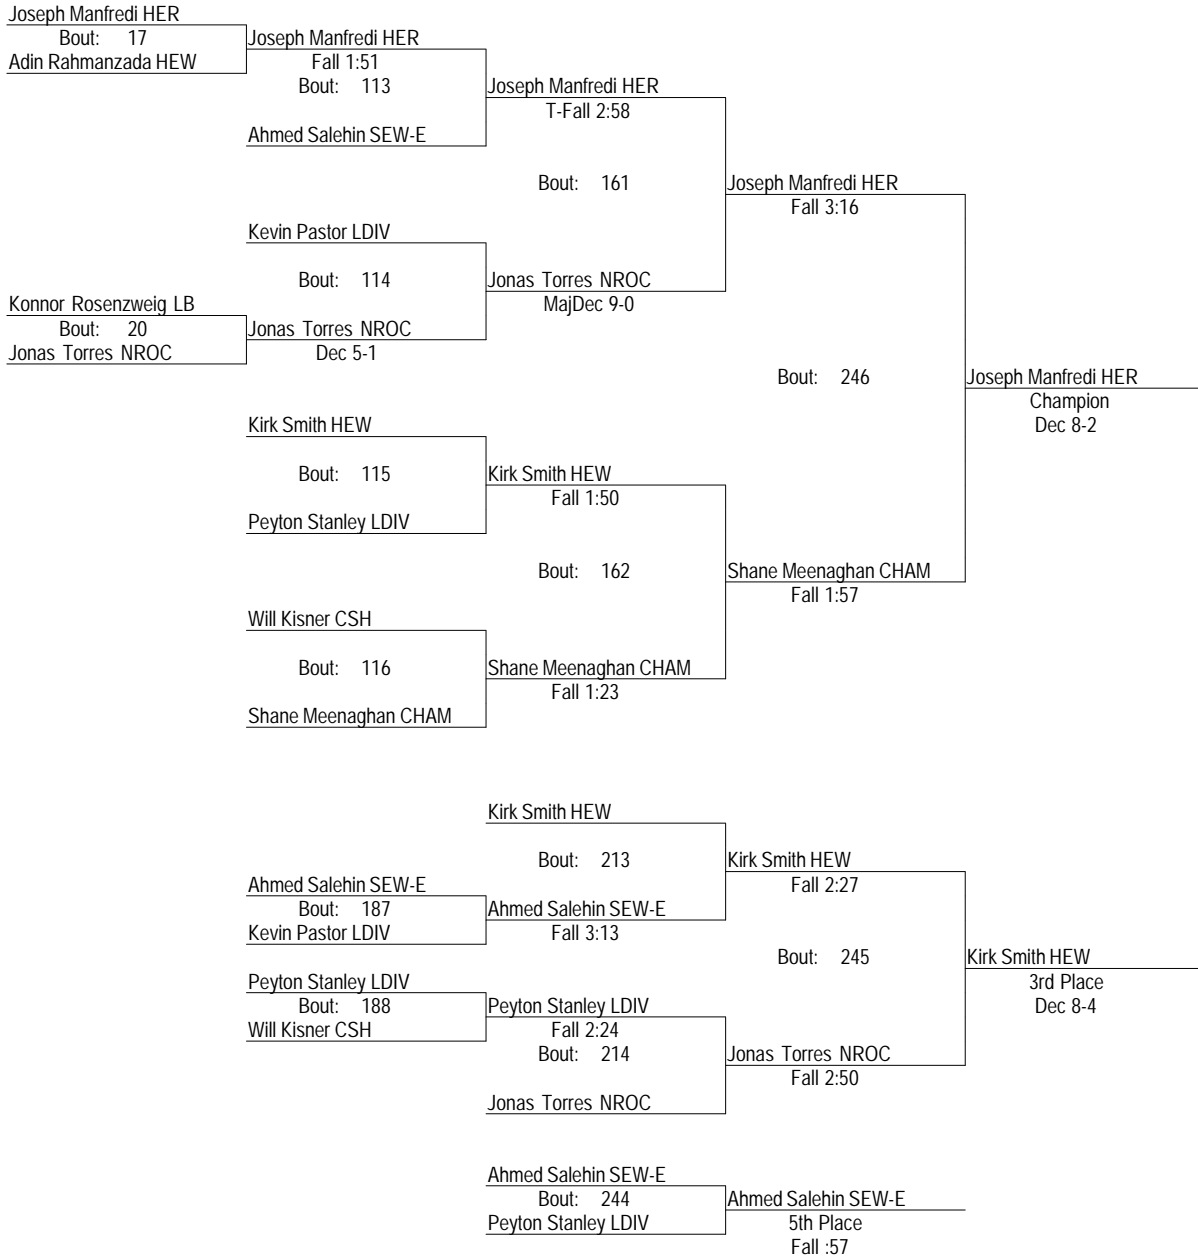 Joseph Manfredi HER
Bout: 17
Joseph Manfredi HER
Adin Rahmanzada HEW
Fall 1:51
Bout: 113
Joseph Manfredi HER
T-Fall 2:58
Ahmed Salehin SEW-E
Bout: 161
Joseph Manfredi HER
Fall 3:16
Kevin Pastor LDIV
Bout: 114
Jonas Torres NROC
MajDec 9-0
Konnor Rosenzweig LB
Bout: 20
Jonas Torres NROC
Jonas Torres NROC
Dec 5-1
Bout: 246
Joseph Manfredi HER
Champion
Dec 8-2
Kirk Smith HEW
Bout: 115
Kirk Smith HEW
Fall 1:50
Peyton Stanley LDIV
Bout: 162
Shane Meenaghan CHAM
Fall 1:57
Will Kisner CSH
Bout: 116
Shane Meenaghan CHAM
Fall 1:23
Shane Meenaghan CHAM
Kirk Smith HEW
Bout: 213
Kirk Smith HEW
Fall 2:27
Ahmed Salehin SEW-E
Bout: 187
Ahmed Salehin SEW-E
Kevin Pastor LDIV
Fall 3:13
Bout: 245
Kirk Smith HEW
3rd Place
Dec 8-4
Peyton Stanley LDIV
Bout: 188
Peyton Stanley LDIV
Will Kisner CSH
Fall 2:24
Bout: 214
Jonas Torres NROC
Fall 2:50
Jonas Torres NROC
Ahmed Salehin SEW-E
Bout: 244
Ahmed Salehin SEW-E
Peyton Stanley LDIV
5th Place
Fall :57